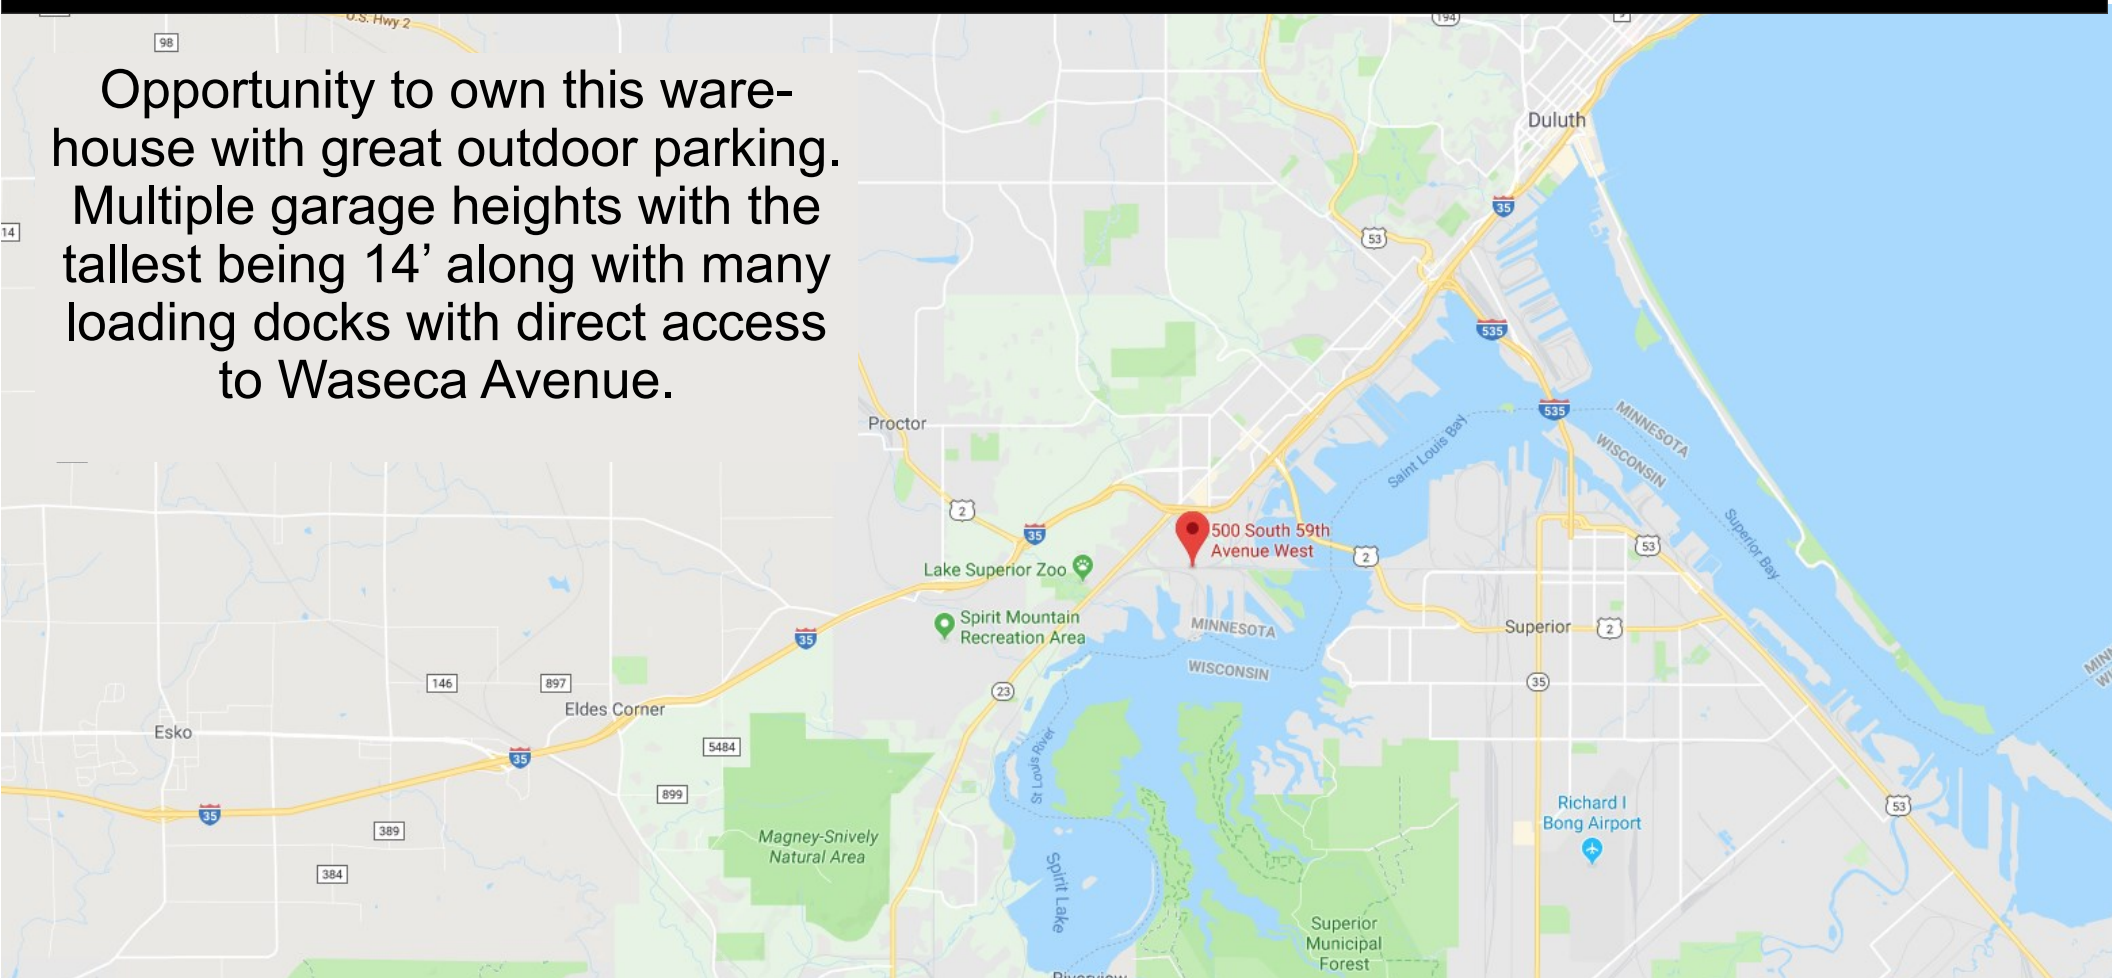 U.S. Hwy 2
194
98
Opportunity to own this ware-
house with great outdoor parking.
Multiple garage heights with the
tallest being 14’ along with many
loading docks with direct access
to Waseca Avenue.
Duluth
35
14
53
535
535
MINNESOTA
WISCONSIN
Proctor
Saint Louis Bay
2
35
500 South 59th
Avenue West
2
53
Superior Bay
Lake Superior Zoo
Spirit Mountain
Recreation Area
MINNESOTA
WISCONSIN
35
Superior
2
146
897
23
35
Eldes Corner
Esko
5484
35
St Louis River
899
35
389
384
Magney-Snively
Natural Area
Richard I
Bong Airport
53
Spirit Lake
Superior
Municipal
Forest